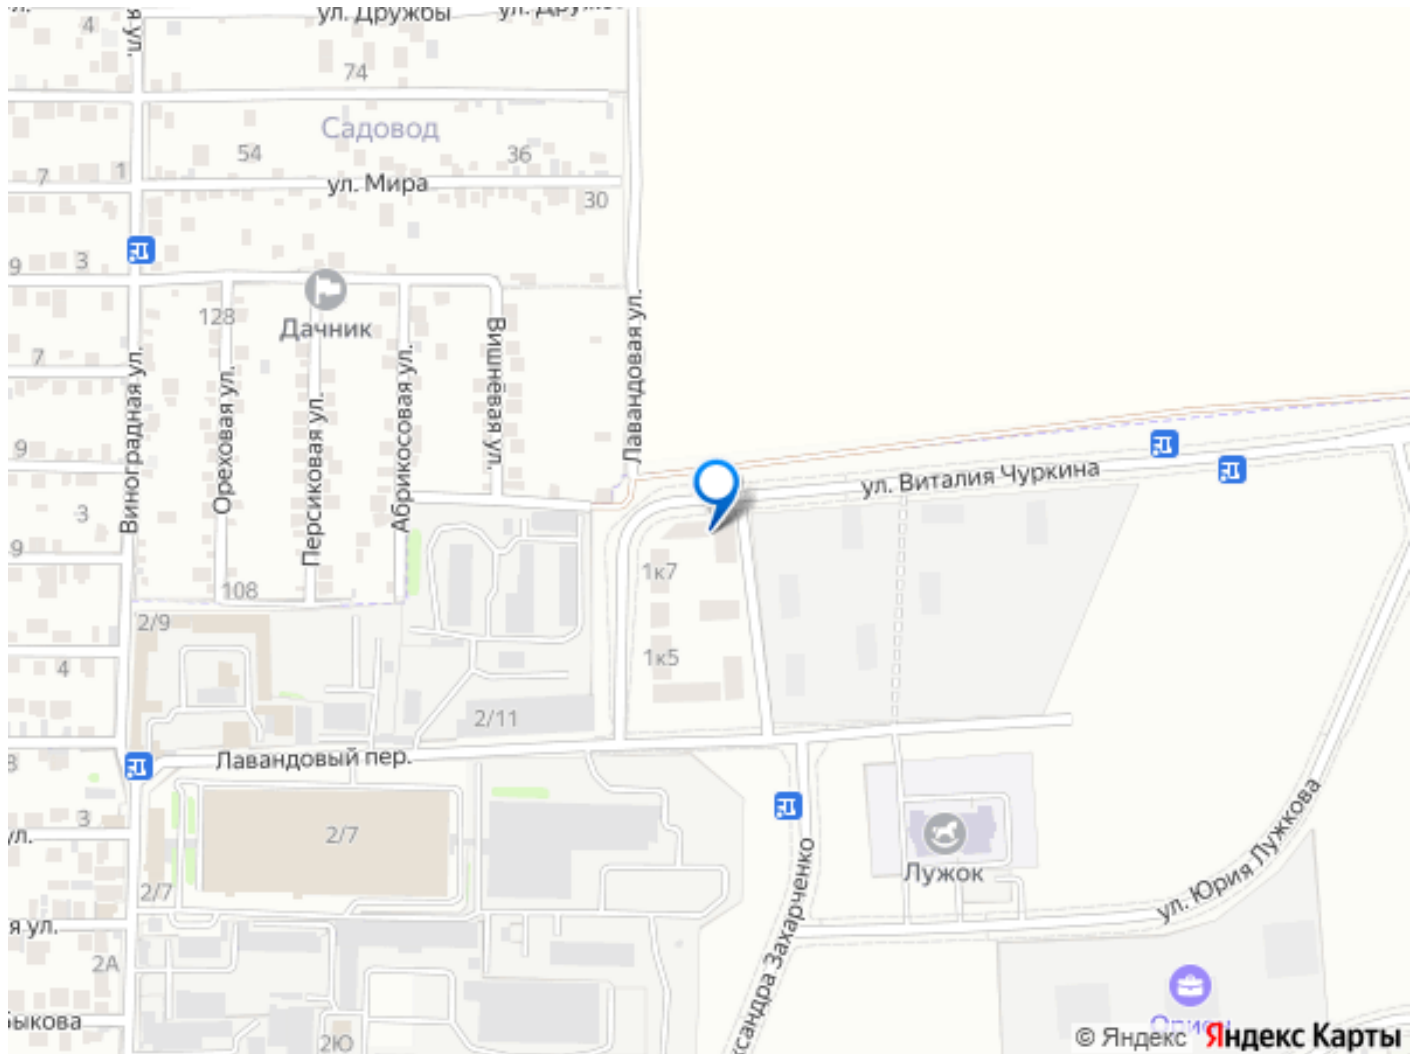 4
ул. Дружбы
74
Садовод
54
36
7
1
ул. Мира
30
9
3
128
Дачник
7
Виноградная ул.
Ореховая ул.
Персиковая ул.
Абрикосовая ул.
Вишнёвая ул.
Лавандовая ул.
9
ул. Виталия Чуркина
3
9
1к7
108
2/9
1к5
4
2/11
Лавандовый пер.
3
2/7
2/7
Лужок
ул. Юрия Лужкова
2А
2Ю
Орион
© Яндекс Яндекс Карты